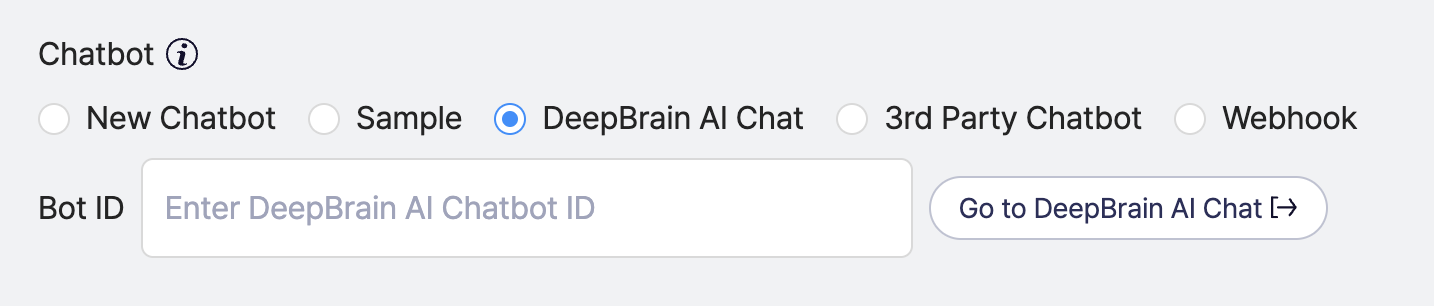 Chatbot
New Chatbot Sample DeepBrain AI Chat 3rd Party Chatbot Webhook
Bot ID Enter DeepBrain AI Chatbot ID Go to DeepBrain AI Chat